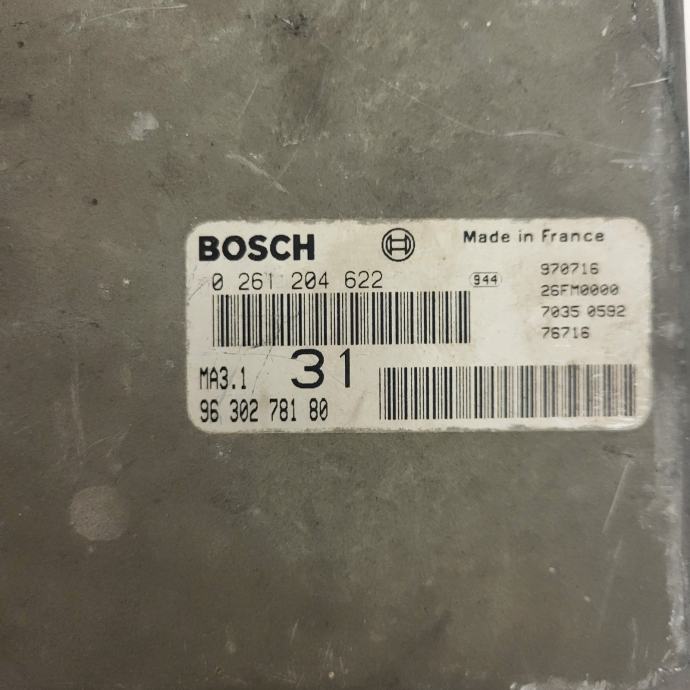 BOSCH
Made in France
0 261 204 622
944
970716
26FM0000
7035 0592
76716
MA3.1
31
96 302 781 80